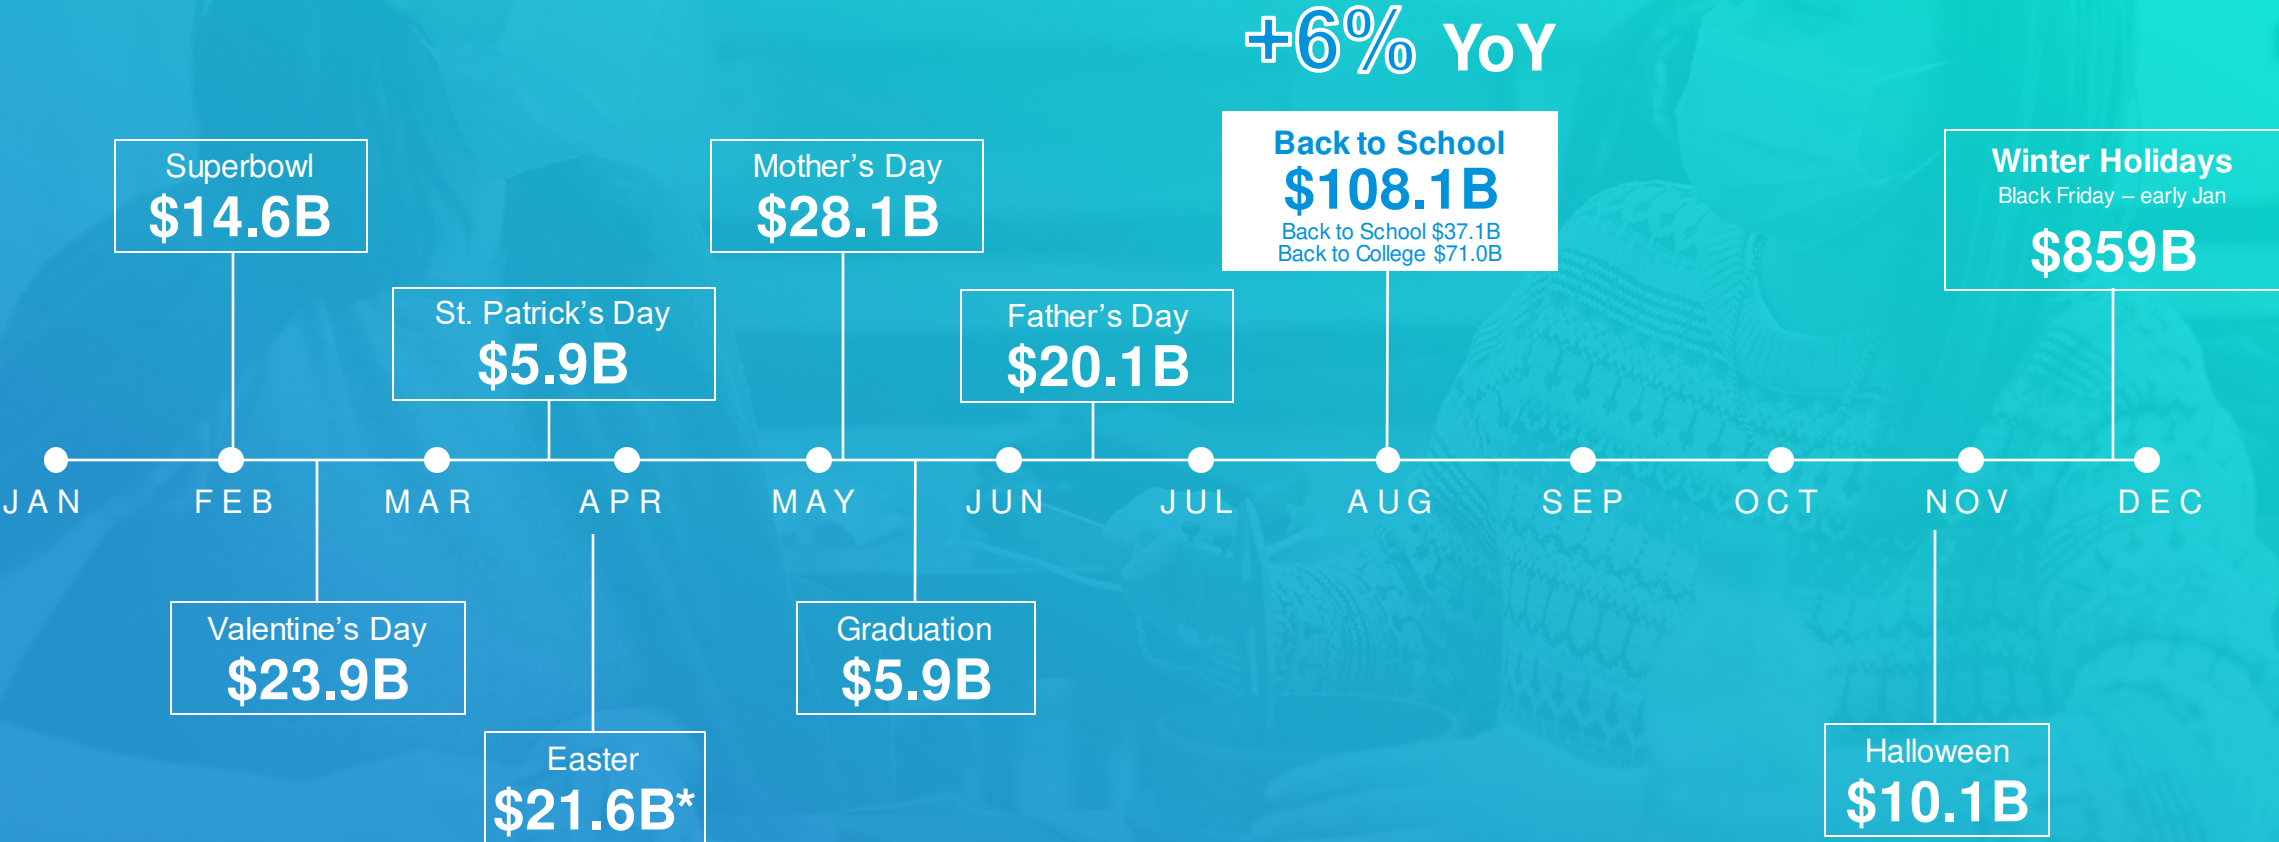 +6% YoY
Superbowl
$14.6B
Mother's Day
$28.1B
Back to School
$108.1B
Back to School $37.1B
Back to College $71.0B
Winter Holidays
Black Friday – early Jan
$859B
St. Patrick's Day
$5.9B
Father's Day
$20.1B
JAN FEB MAR APR MAY JUN JUL AUG SEP OCT NOV DEC
Valentine's Day
$23.9B
Graduation
$5.9B
Easter
$21.6B*
Halloween
$10.1B